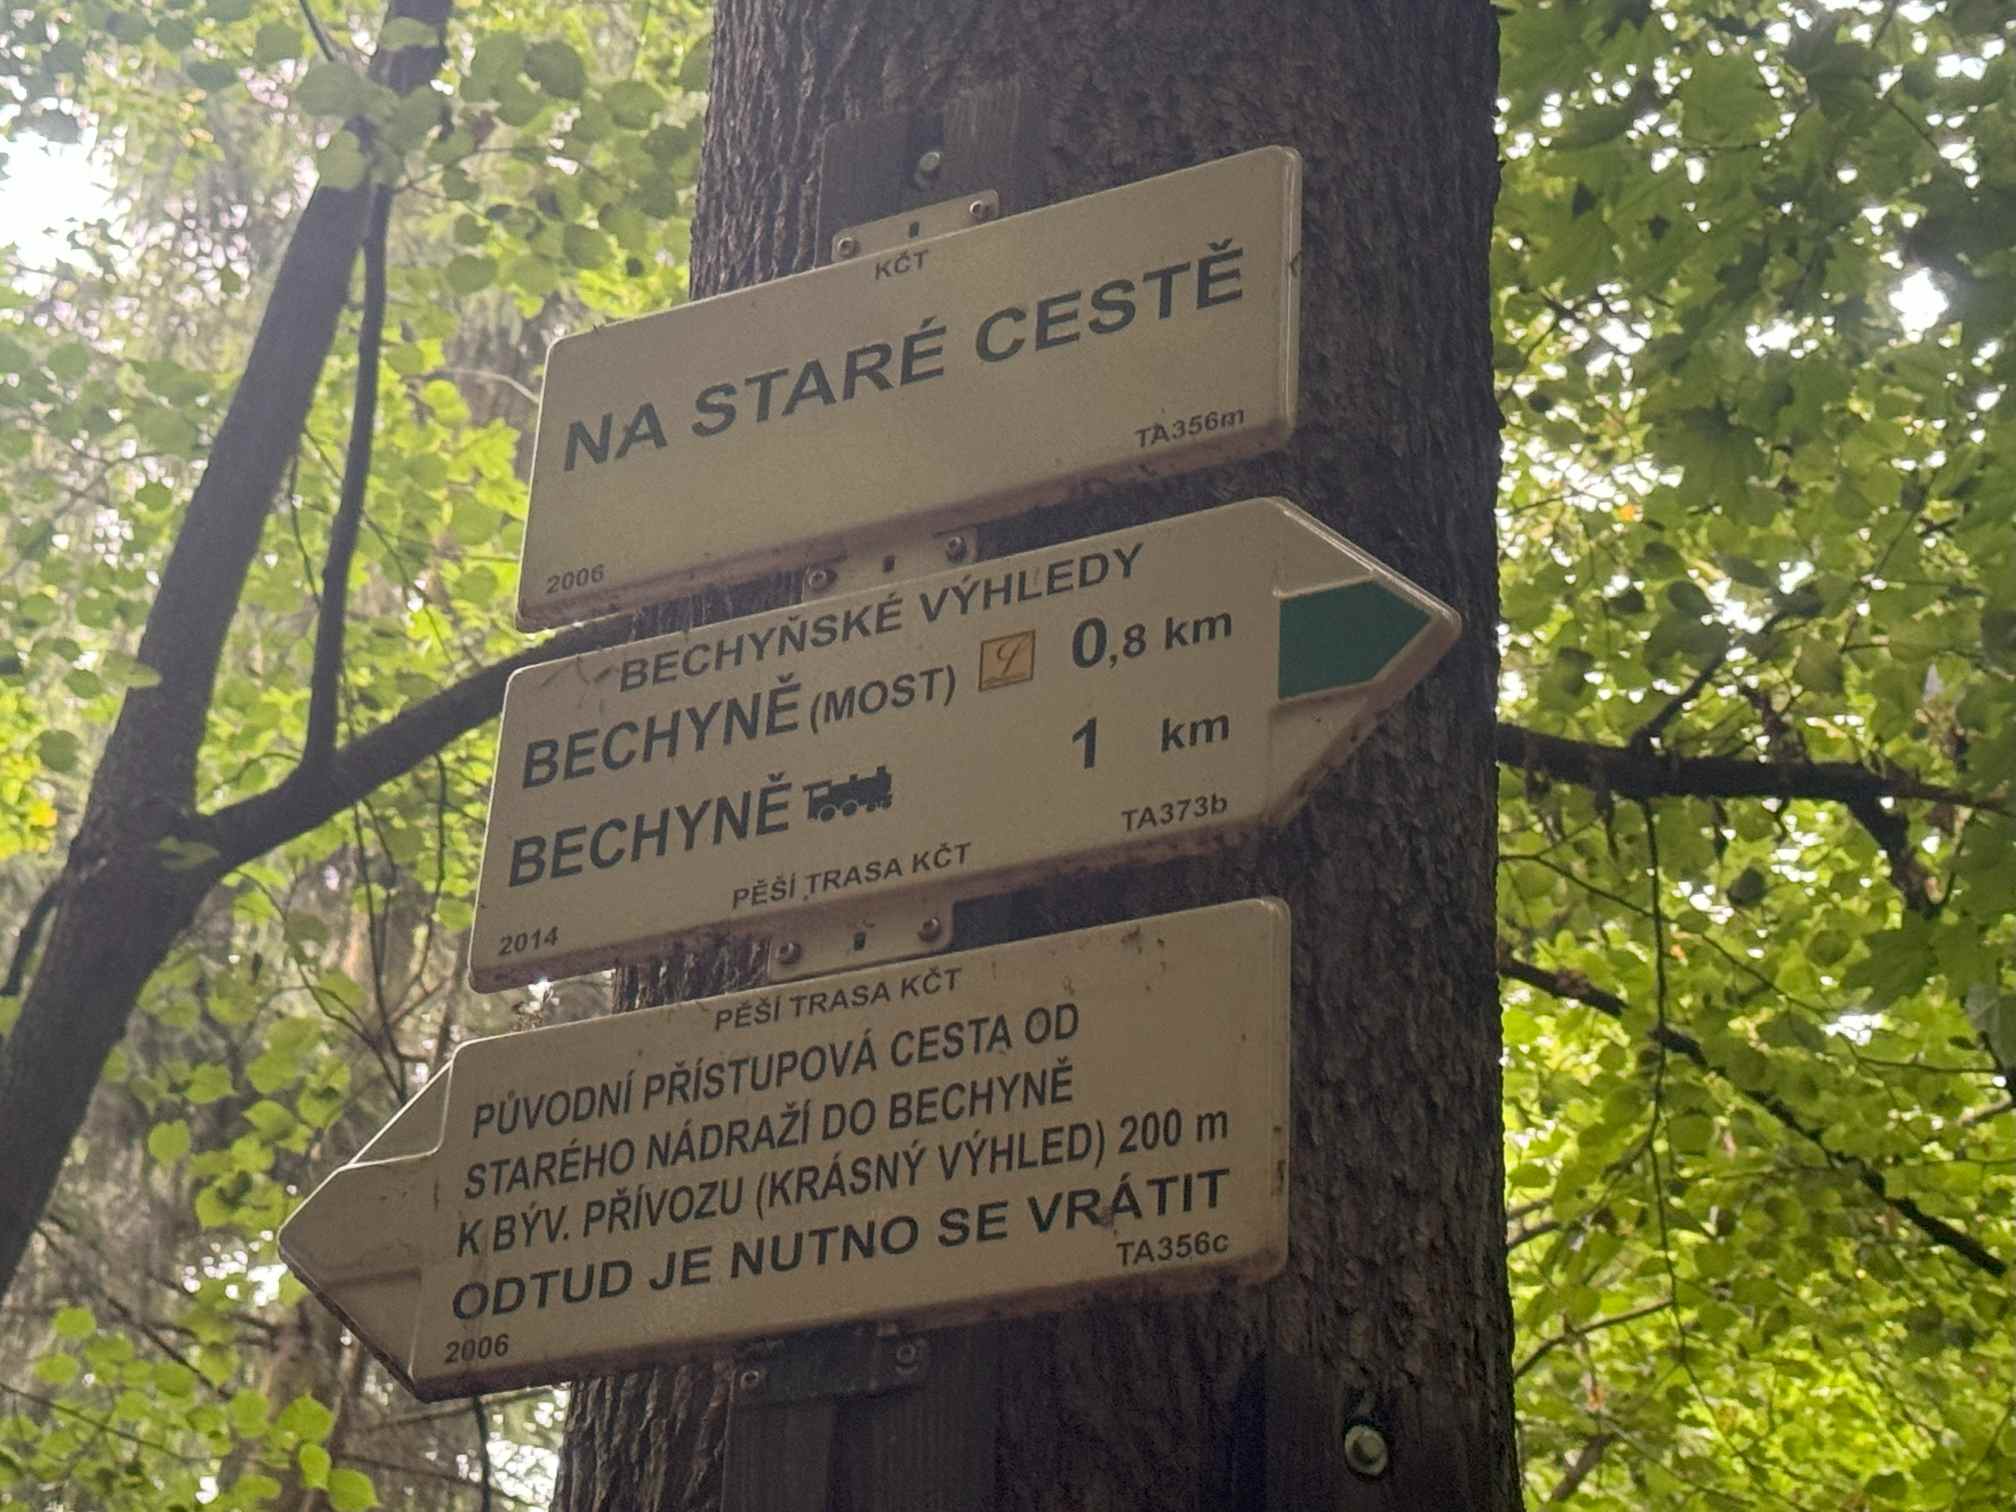 KČT
NA STARÉ CESTĚ
TA356m
2006
BECHYŇSKÉ VÝHLEDY
BECHYNĚ (MOST) L 0,8 km
BECHYNĚ 1 km
TA373b
PĚŠÍ TRASA KČT
2014
PĚŠÍ TRASA KČT
PŮVODNÍ PŘÍSTUPOVÁ CESTA OD
STARÉHO NÁDRAŽÍ DO BECHYNĚ
K BÝV. PŘÍVOZU (KRÁSNÝ VÝHLED) 200 m
ODTUD JE NUTNO SE VRÁTIT
TA356c
2006